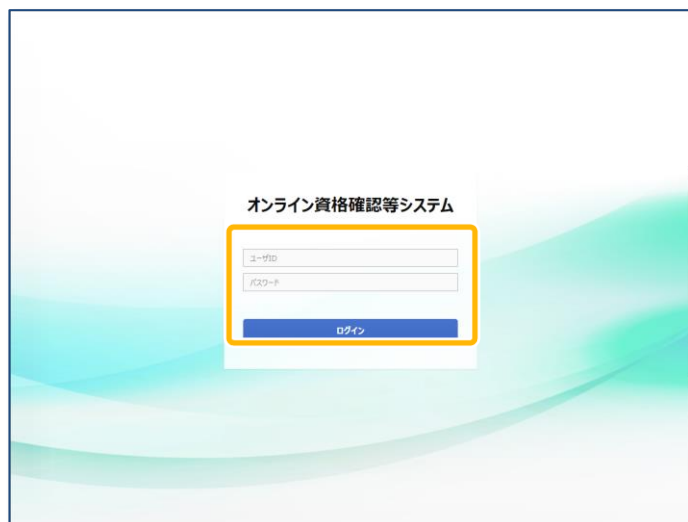 オンライン資格確認等システム
ユーザID
パスワード
ログイン